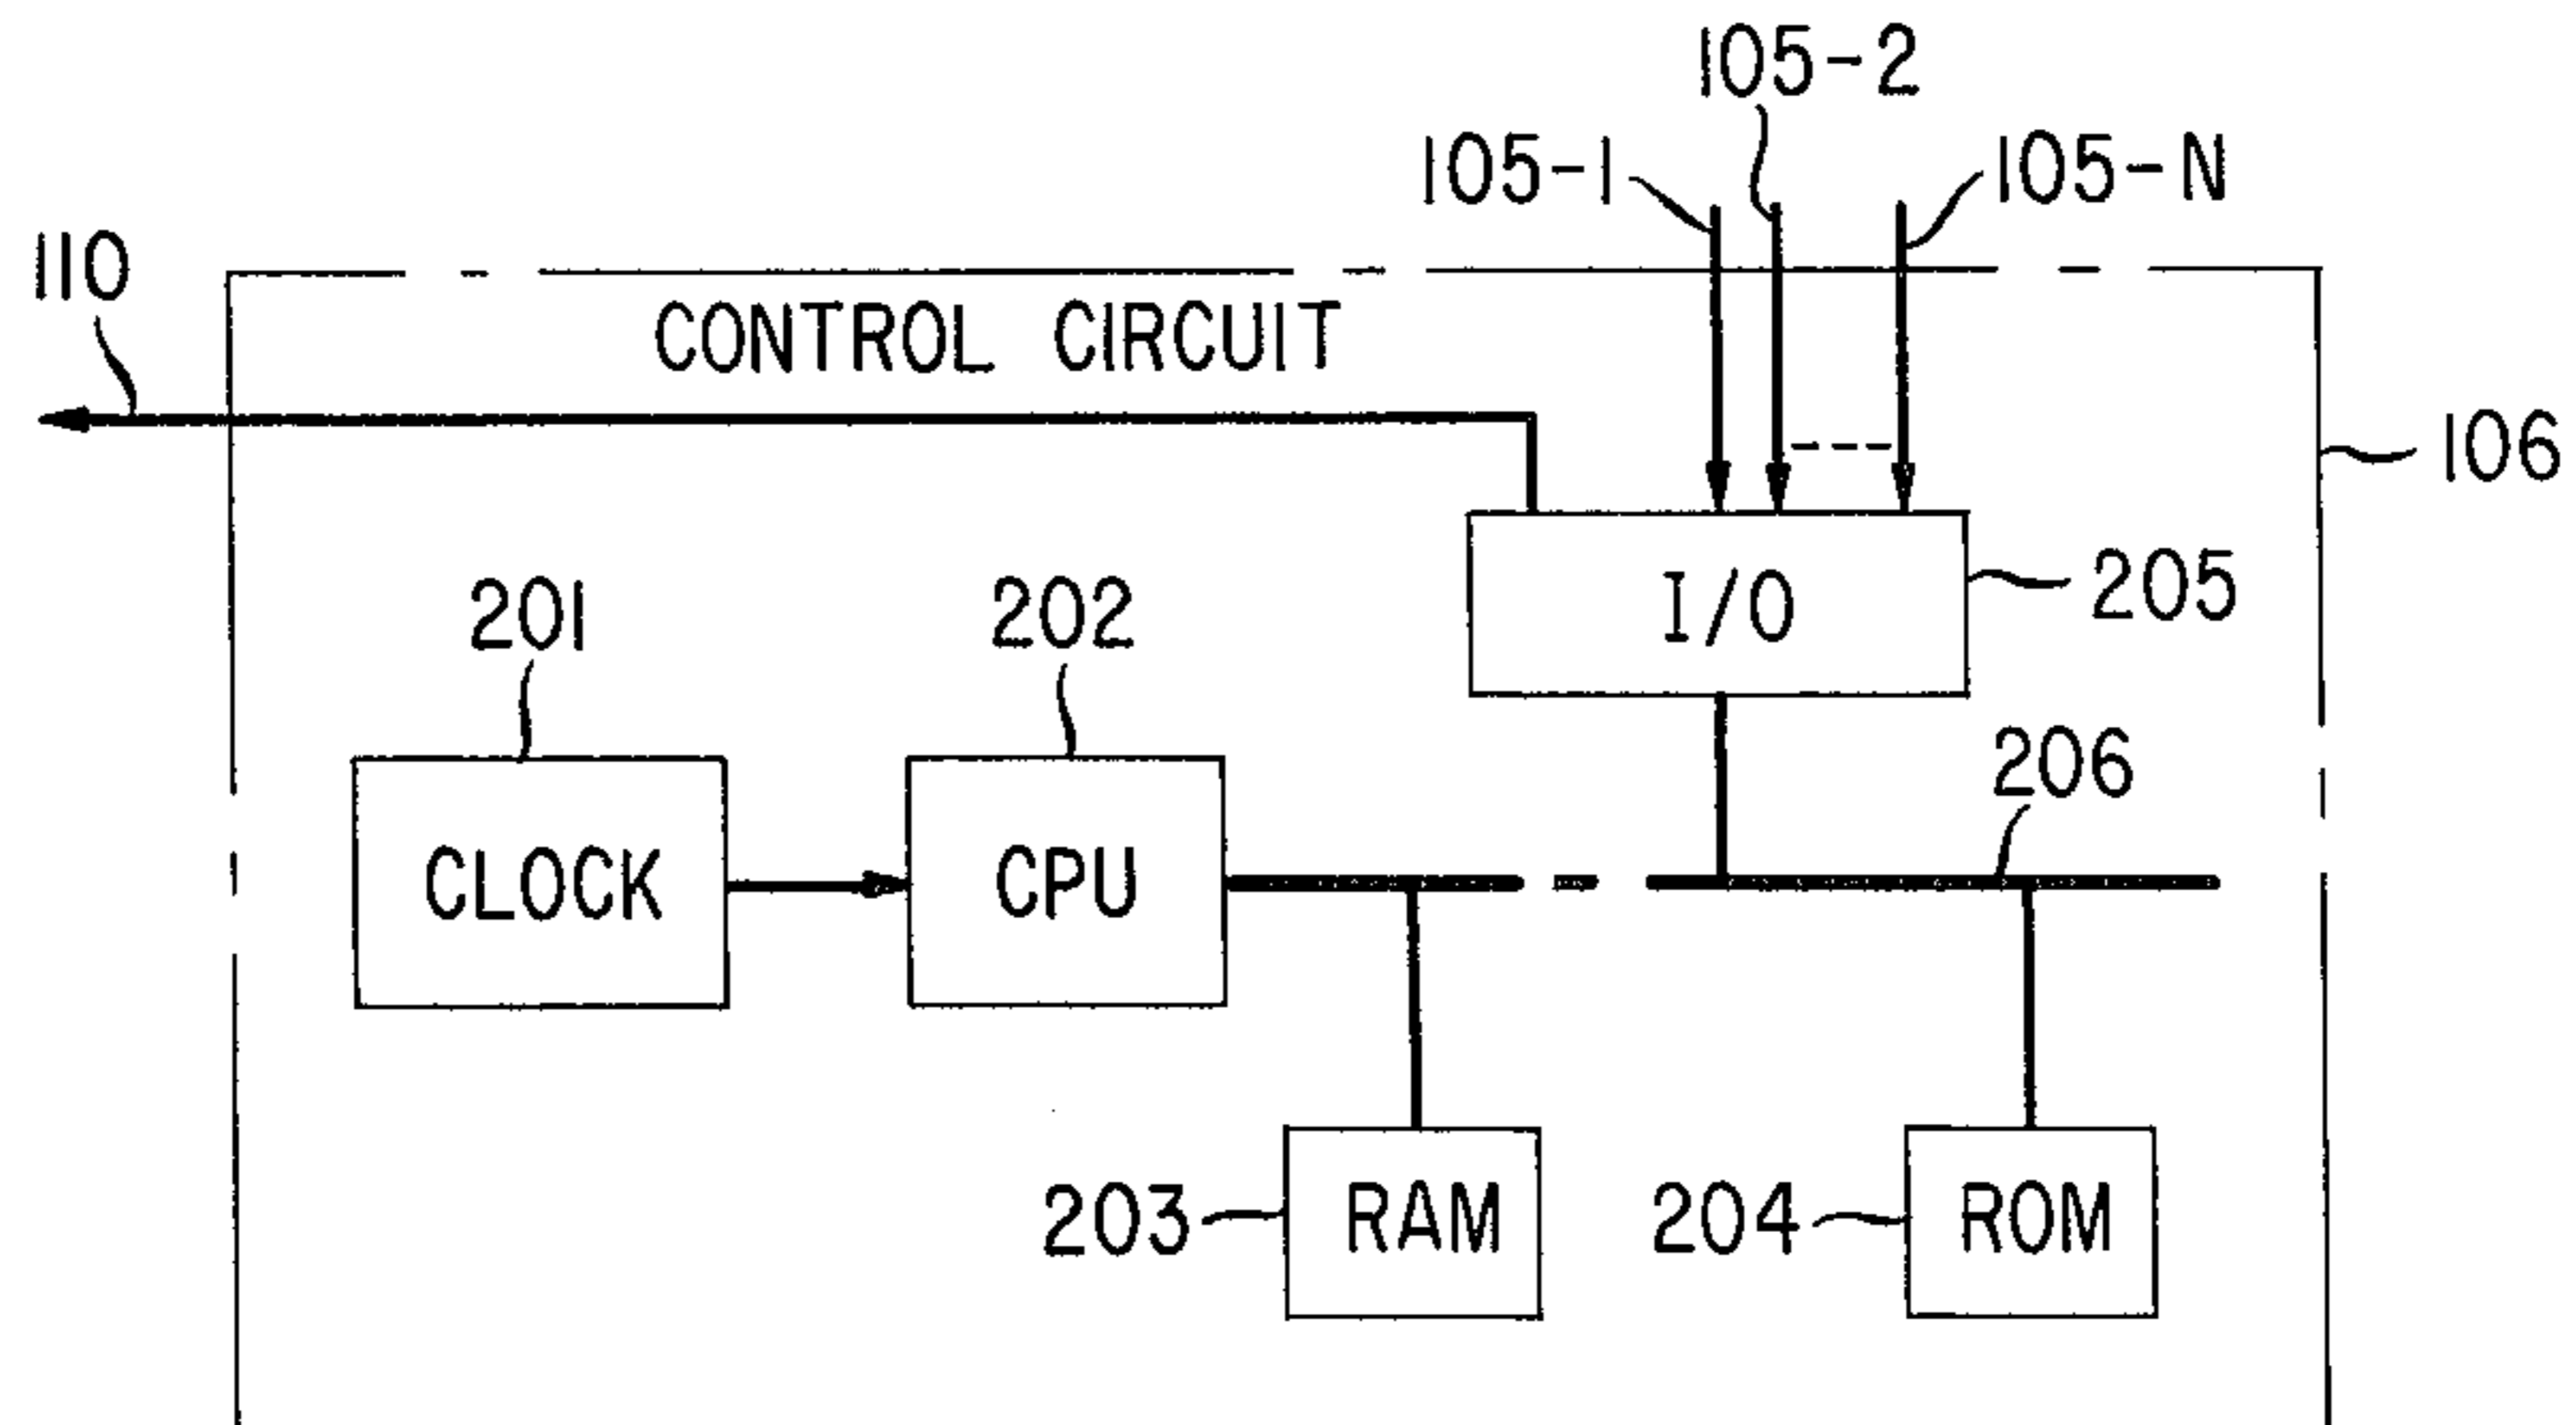 105-2
105-1
105-N
110
CONTROL CIRCUIT
106
I/O
205
201
202
206
CLOCK
CPU
203
RAM
204
ROM